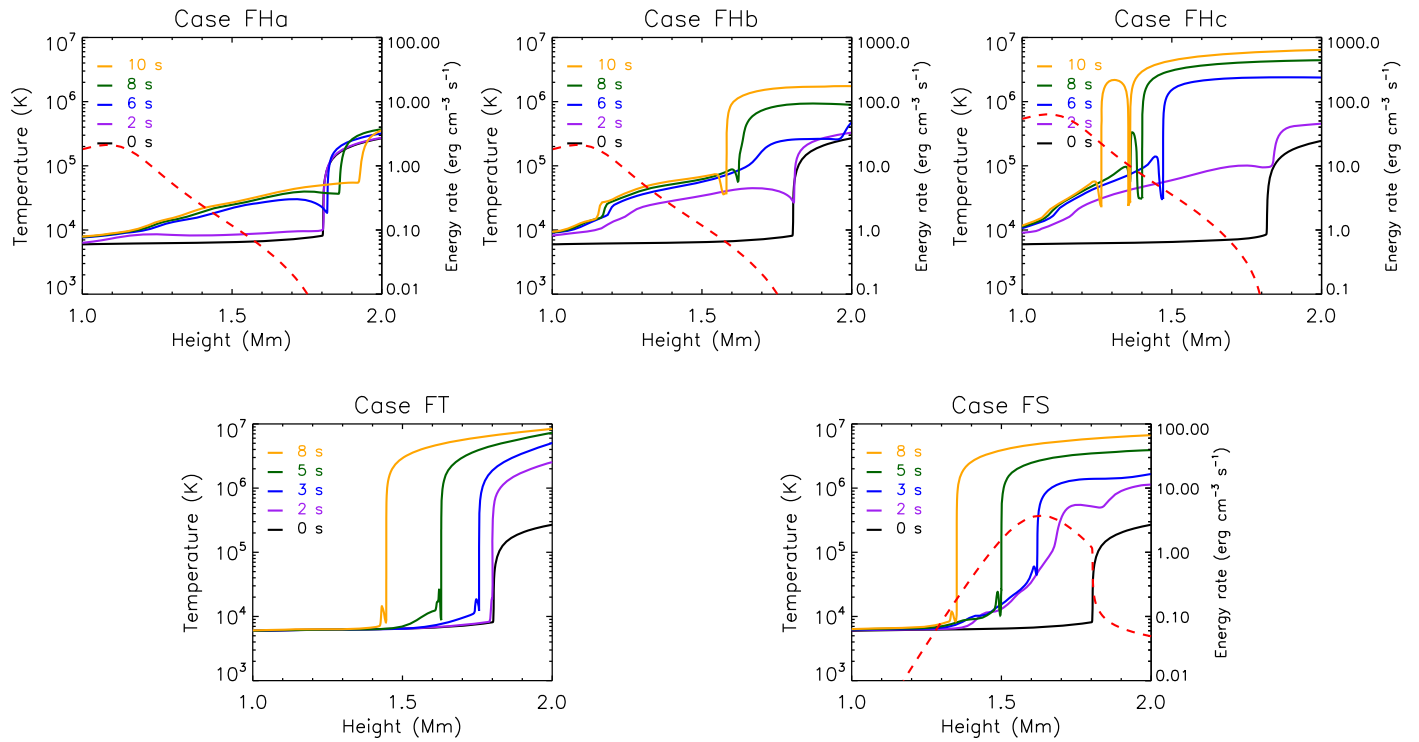 Case FHa
Case FHb
Case FHc
10⁷
10⁶
10⁵
10⁴
10³
Temperature (K)
10 s
8 s
6 s
2 s
0 s
100.00
10.00
1.00
0.10
0.01
Energy rate (erg cm⁻³ s⁻¹)
1.0 1.5 2.0
Height (Mm)
10⁷
10⁶
10⁵
10⁴
10³
Temperature (K)
10 s
8 s
6 s
2 s
0 s
1000.0
100.0
10.0
1.0
0.1
Energy rate (erg cm⁻³ s⁻¹)
1.0 1.5 2.0
Height (Mm)
10⁷
10⁶
10⁵
10⁴
10³
Temperature (K)
10 s
8 s
6 s
2 s
0 s
1000.0
100.0
10.0
1.0
0.1
Energy rate (erg cm⁻³ s⁻¹)
1.0 1.5 2.0
Height (Mm)
Case FT
10⁷
10⁶
10⁵
10⁴
10³
Temperature (K)
8 s
5 s
3 s
2 s
0 s
1.0 1.5 2.0
Height (Mm)
Case FS
10⁷
10⁶
10⁵
10⁴
10³
Temperature (K)
8 s
5 s
3 s
2 s
0 s
100.00
10.00
1.00
0.10
0.01
Energy rate (erg cm⁻³ s⁻¹)
1.0 1.5 2.0
Height (Mm)